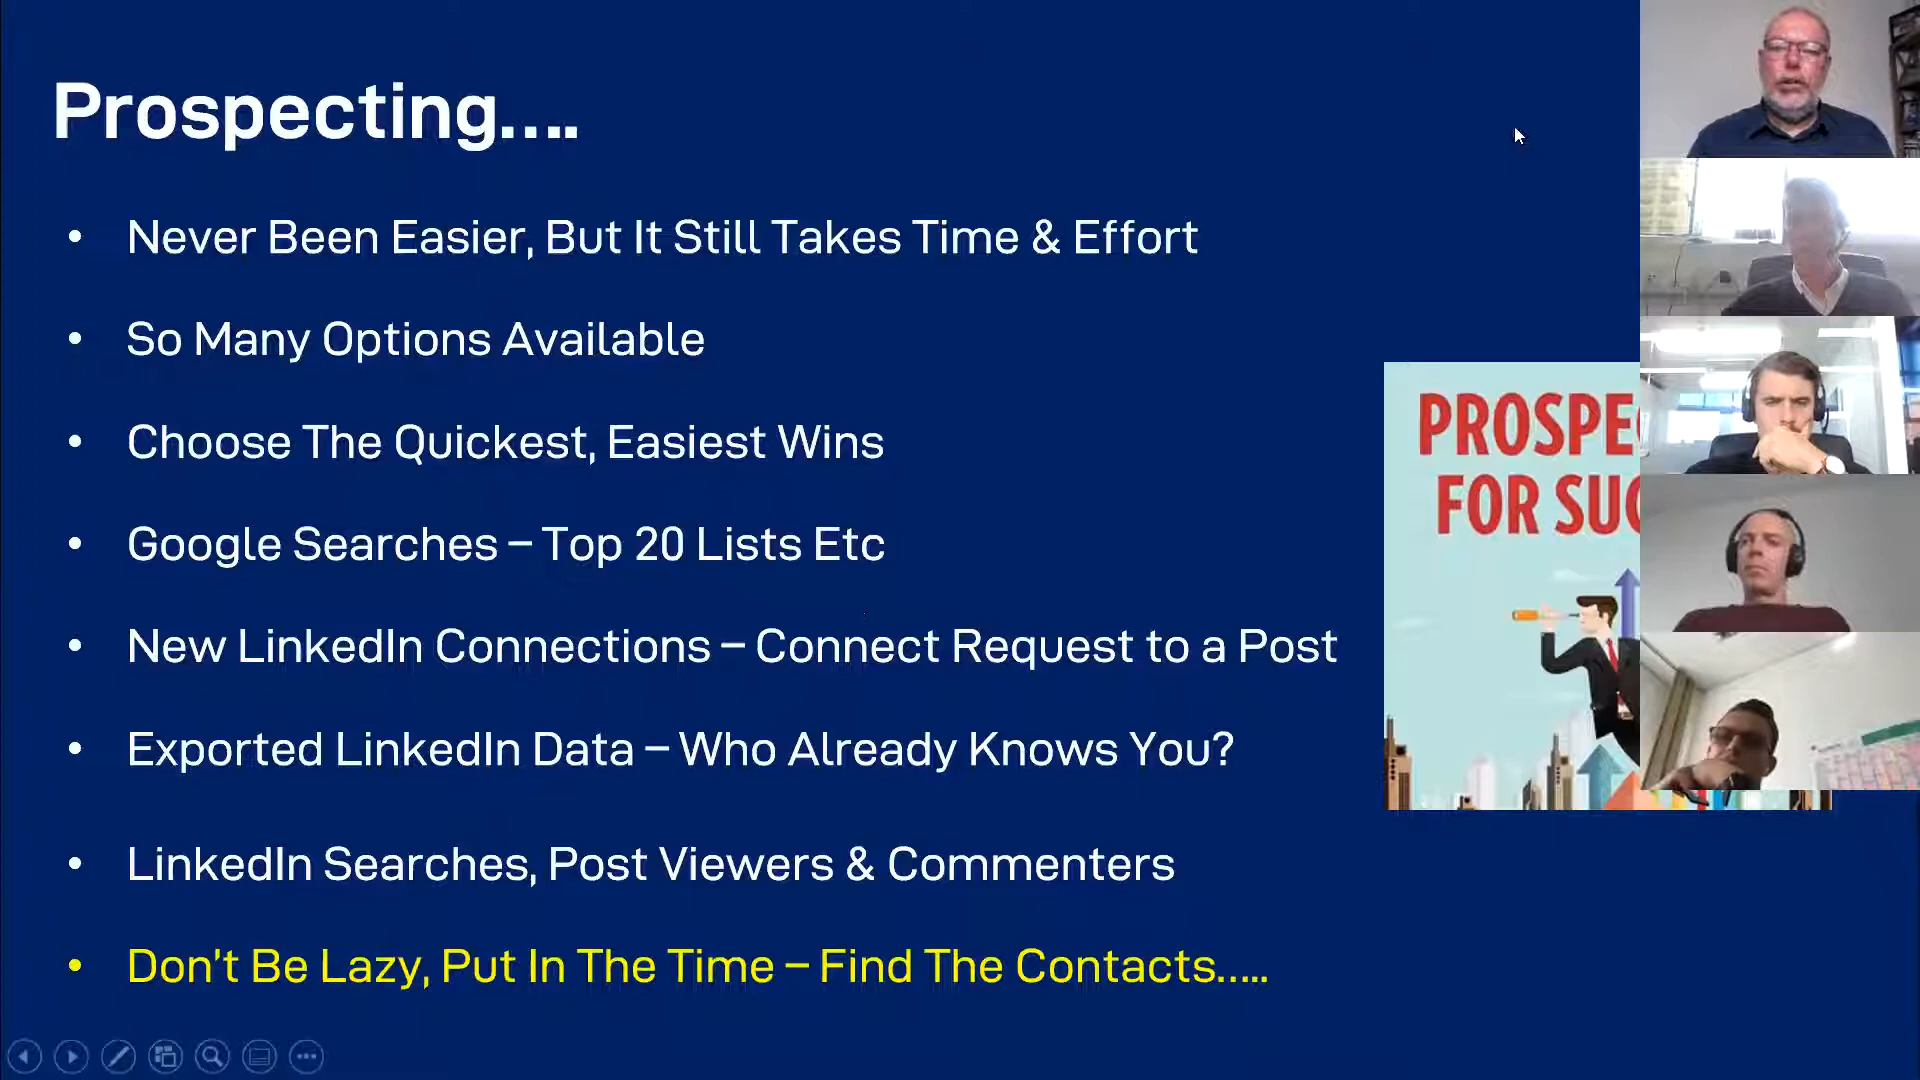 Prospecting....
• Never Been Easier, But It Still Takes Time & Effort
• So Many Options Available
• Choose The Quickest, Easiest Wins
• Google Searches – Top 20 Lists Etc
• New LinkedIn Connections – Connect Request to a Post
• Exported LinkedIn Data – Who Already Knows You?
• LinkedIn Searches, Post Viewers & Commenters
• Don't Be Lazy, Put In The Time – Find The Contacts.....
PROSPE
FOR SUC